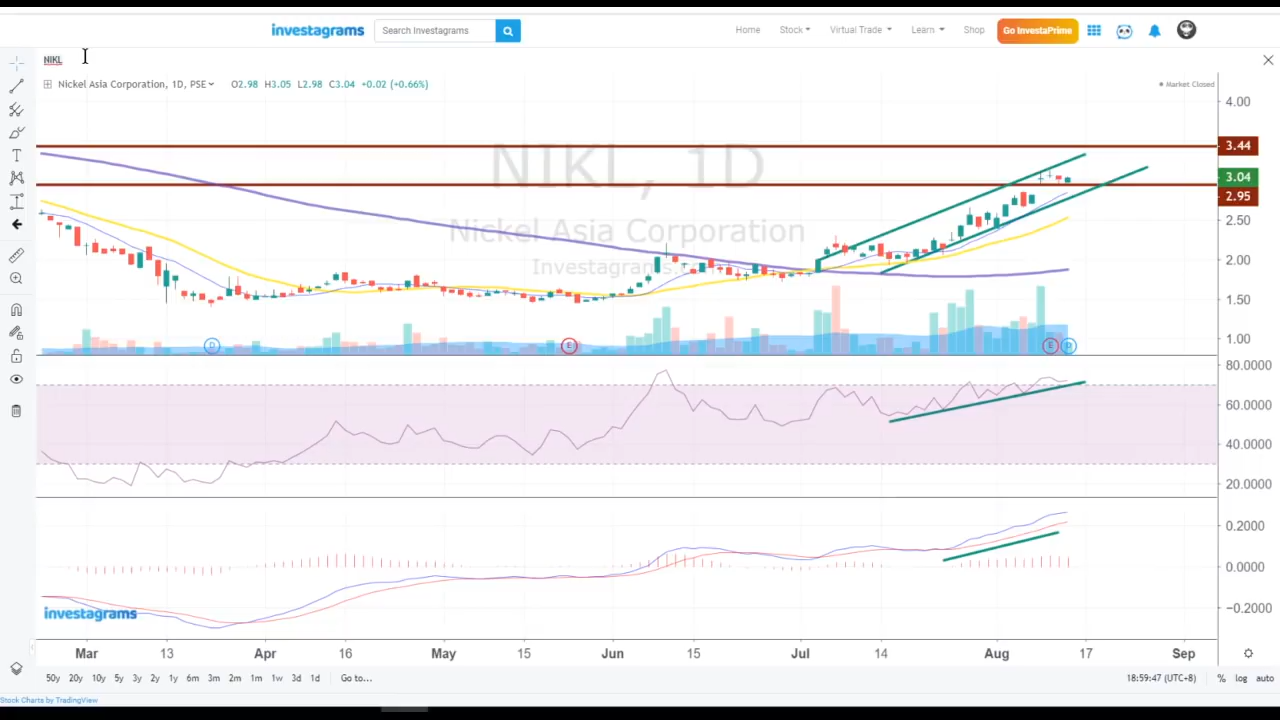 investagrams
Search Investagrams
Home Stock Virtual Trade Learn Shop Go InvestaPrime
NIKL
Nickel Asia Corporation, 1D, PSE O2.98 H3.05 L2.98 C3.04 +0.02 (+0.66%)
Market Closed
4.00
3.44
3.04
2.95
2.50
2.00
1.50
1.00
NIKL, 1D
Nickel Asia Corporation
Investagrams.co
D E E D
80.0000
60.0000
40.0000
20.0000
0.2000
0.0000
−0.2000
investagrams
Mar 13 Apr 16 May 15 Jun 15 Jul 14 Aug 17 Sep
50y 20y 10y 5y 3y 2y 1y 6m 3m 2m 1m 1w 3d 1d Go to...
18:59:47 (UTC+8) % log auto
Stock Charts by TradingView